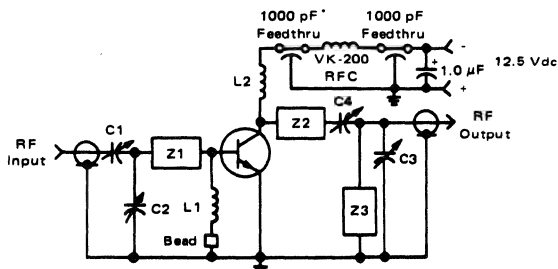 1000 pF* 1000 pF
Feedthru Feedthru
-
VK-200
RFC
+
1.0 µF
12.5 Vdc
+
L2
C4
Z2
RF
Output
C1
RF
Input
Z1
C3
C2
L1
Z3
Bead